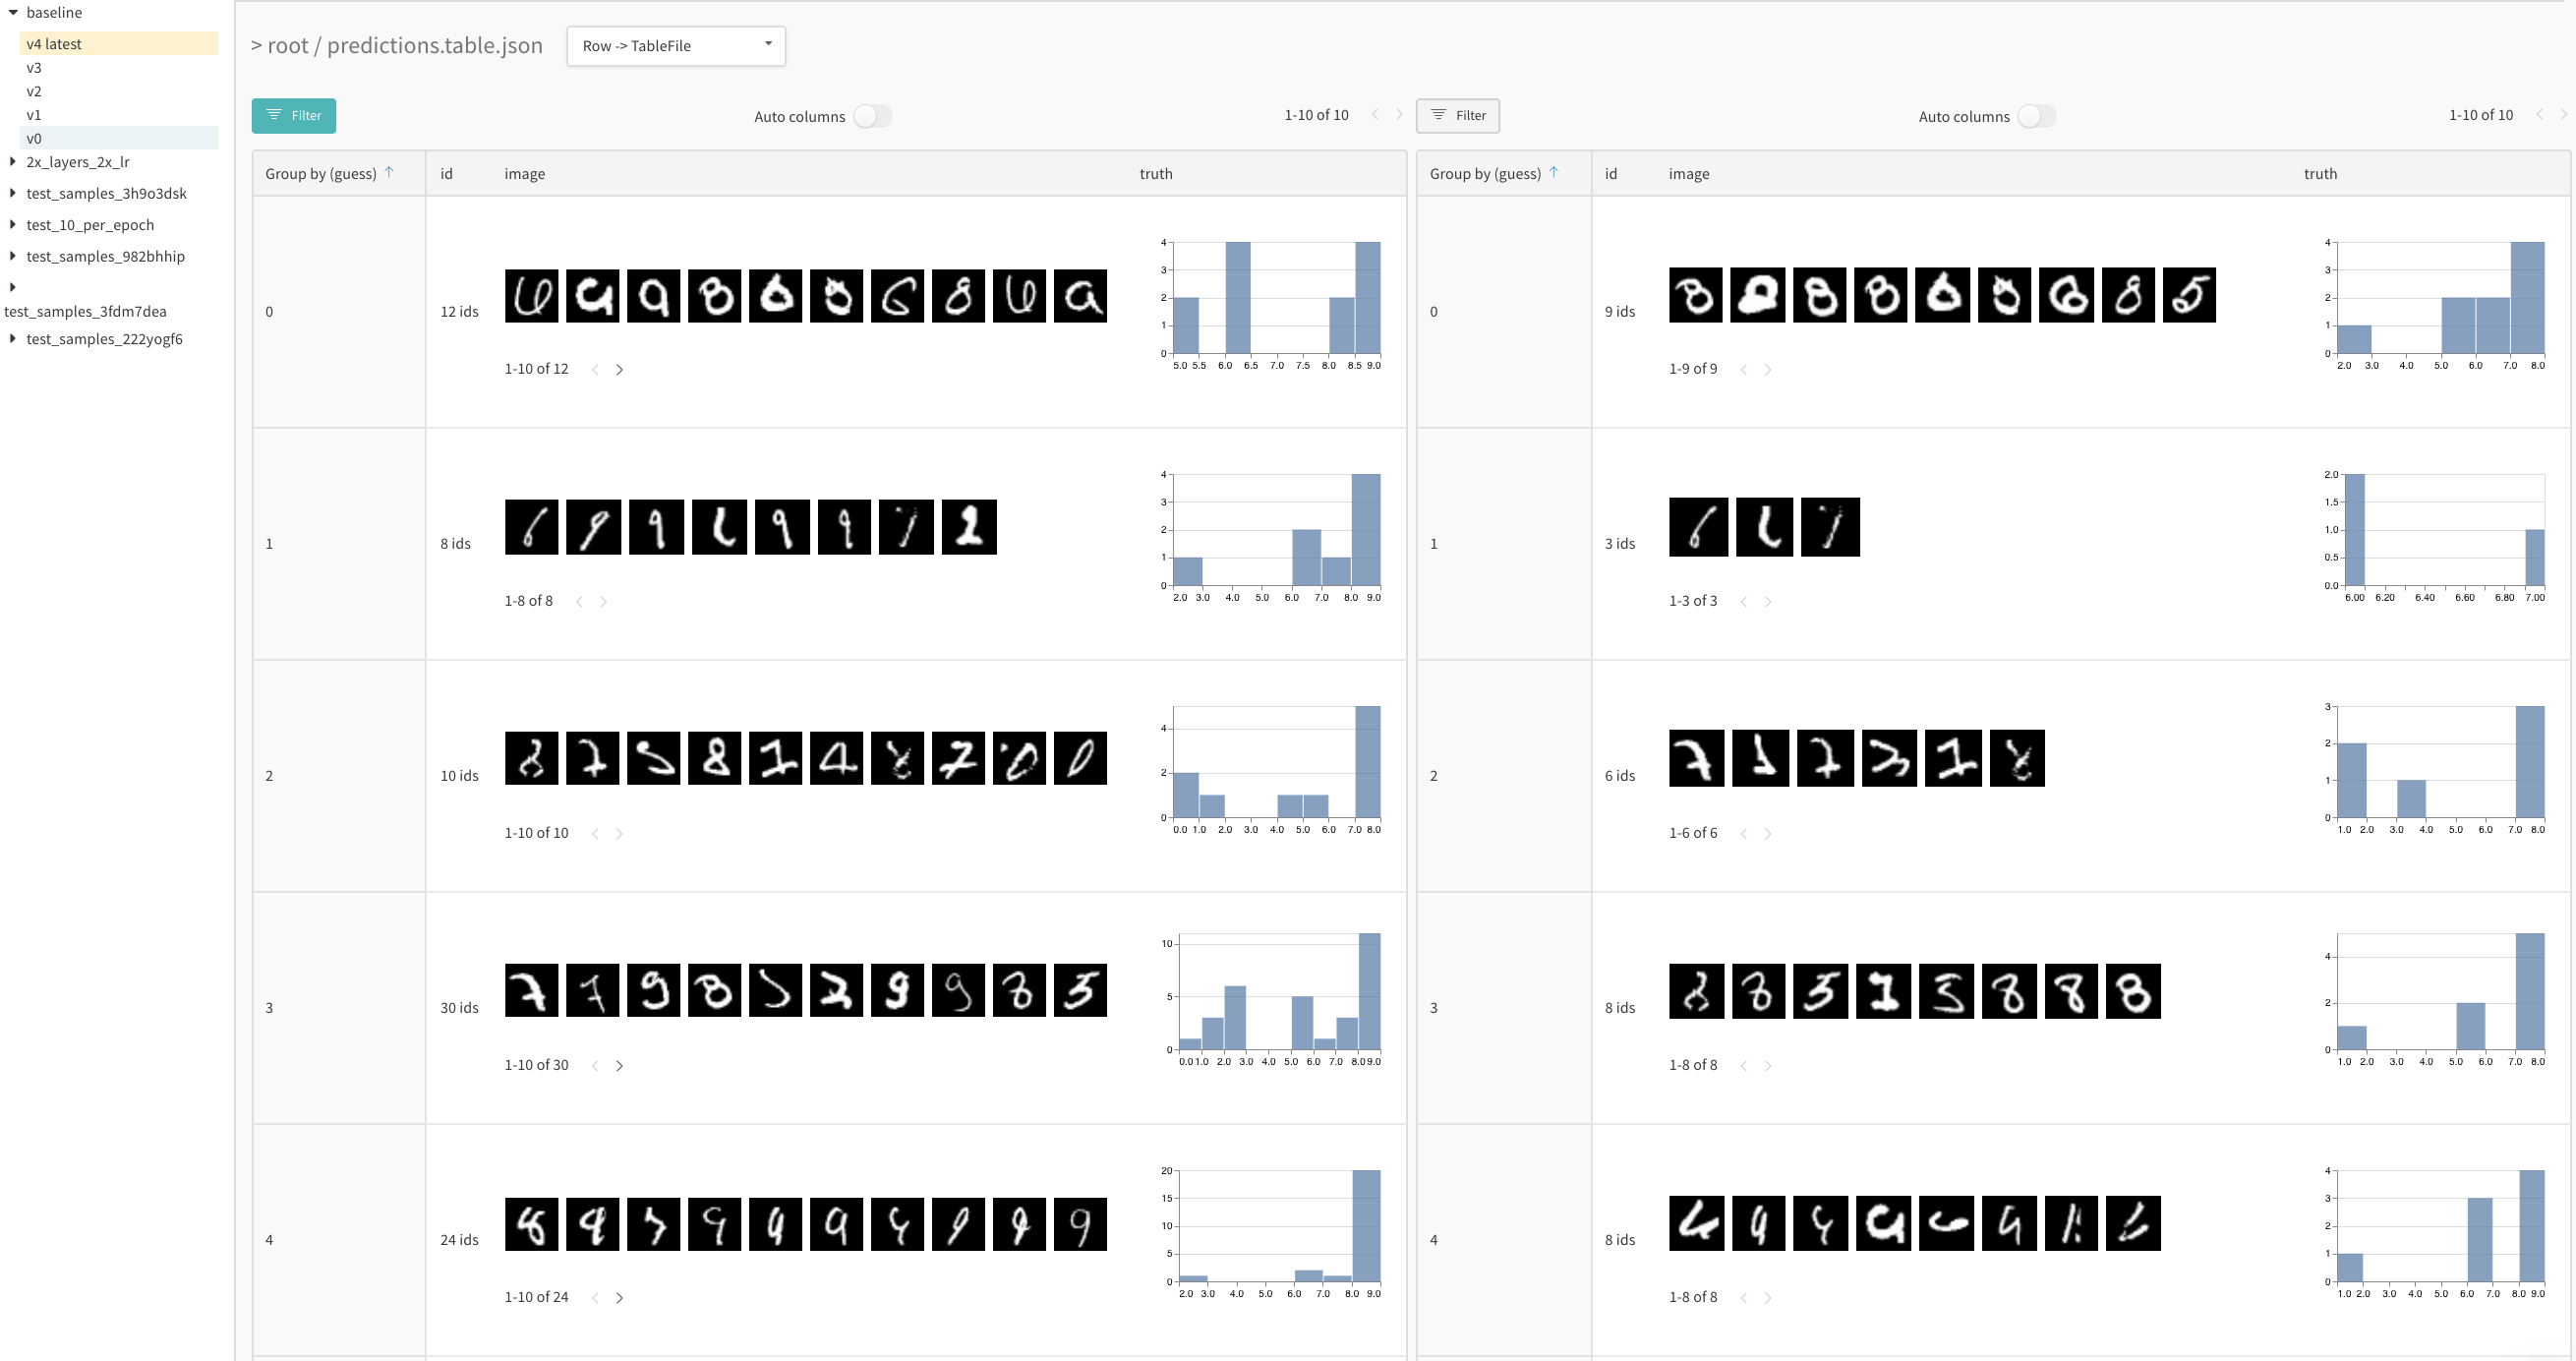 baseline
v4 latest
v3
v2
v1
v0
2x_layers_2x_lr
test_samples_3h9o3dsk
test_10_per_epoch
test_samples_982bhhip
test_samples_3fdm7dea
test_samples_222yogf6
> root / predictions.table.json
Row -> TableFile
Filter Auto columns 1-10 of 10
Group by (guess) id image truth
0 12 ids
1-10 of 12
4
3
2
1
0
5.0 5.5 6.0 6.5 7.0 7.5 8.0 8.5 9.0
1 8 ids
1-8 of 8
4
3
2
1
0
2.0 3.0 4.0 5.0 6.0 7.0 8.0 9.0
2 10 ids
1-10 of 10
4
2
0
0.0 1.0 2.0 3.0 4.0 5.0 6.0 7.0 8.0
3 30 ids
1-10 of 30
10
5
0
0.0 1.0 2.0 3.0 4.0 5.0 6.0 7.0 8.0 9.0
4 24 ids
1-10 of 24
20
15
10
5
0
2.0 3.0 4.0 5.0 6.0 7.0 8.0 9.0
Filter Auto columns 1-10 of 10
Group by (guess) id image truth
0 9 ids
1-9 of 9
4
3
2
1
0
2.0 3.0 4.0 5.0 6.0 7.0 8.0
1 3 ids
1-3 of 3
2.0
1.5
1.0
0.5
0.0
6.00 6.20 6.40 6.60 6.80 7.00
2 6 ids
1-6 of 6
3
2
1
0
1.0 2.0 3.0 4.0 5.0 6.0 7.0 8.0
3 8 ids
1-8 of 8
4
2
0
1.0 2.0 3.0 4.0 5.0 6.0 7.0 8.0
4 8 ids
1-8 of 8
4
3
2
1
0
1.0 2.0 3.0 4.0 5.0 6.0 7.0 8.0 9.0